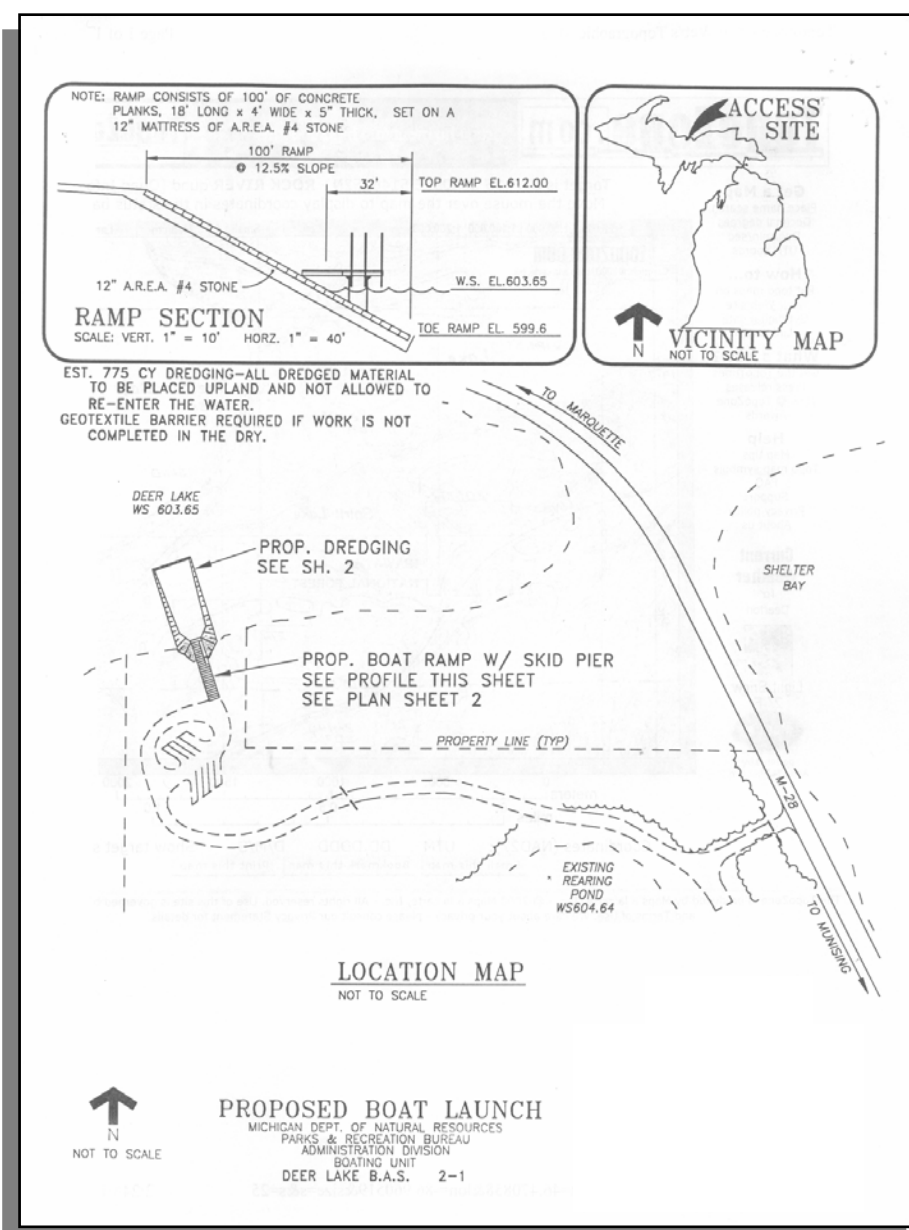 NOTE: RAMP CONSISTS OF 100' OF CONCRETE
PLANKS, 18' LONG x 4' WIDE x 5" THICK, SET ON A
12" MATTRESS OF A.R.E.A. #4 STONE
100' RAMP
@ 12.5% SLOPE
32'
TOP RAMP EL.612.00
12" A.R.E.A. #4 STONE
W.S. EL.603.65
RAMP SECTION
SCALE: VERT. 1" = 10' HORZ. 1" = 40'
TOE RAMP EL. 599.6
ACCESS
SITE
N
VICINITY MAP
NOT TO SCALE
EST. 775 CY DREDGING-ALL DREDGED MATERIAL
TO BE PLACED UPLAND AND NOT ALLOWED TO
RE-ENTER THE WATER.
GEOTEXTILE BARRIER REQUIRED IF WORK IS NOT
COMPLETED IN THE DRY.
TO MARQUETTE
DEER LAKE
WS 603.65
PROP. DREDGING
SEE SH. 2
SHELTER
BAY
PROP. BOAT RAMP W/ SKID PIER
SEE PROFILE THIS SHEET
SEE PLAN SHEET 2
PROPERTY LINE (TYP)
M-28
EXISTING
REARING
POND
WS604.64
TO MUNISING
LOCATION MAP
NOT TO SCALE
N
NOT TO SCALE
PROPOSED BOAT LAUNCH
MICHIGAN DEPT. OF NATURAL RESOURCES
PARKS & RECREATION BUREAU
ADMINISTRATION DIVISION
BOATING UNIT
DEER LAKE B.A.S. 2-1